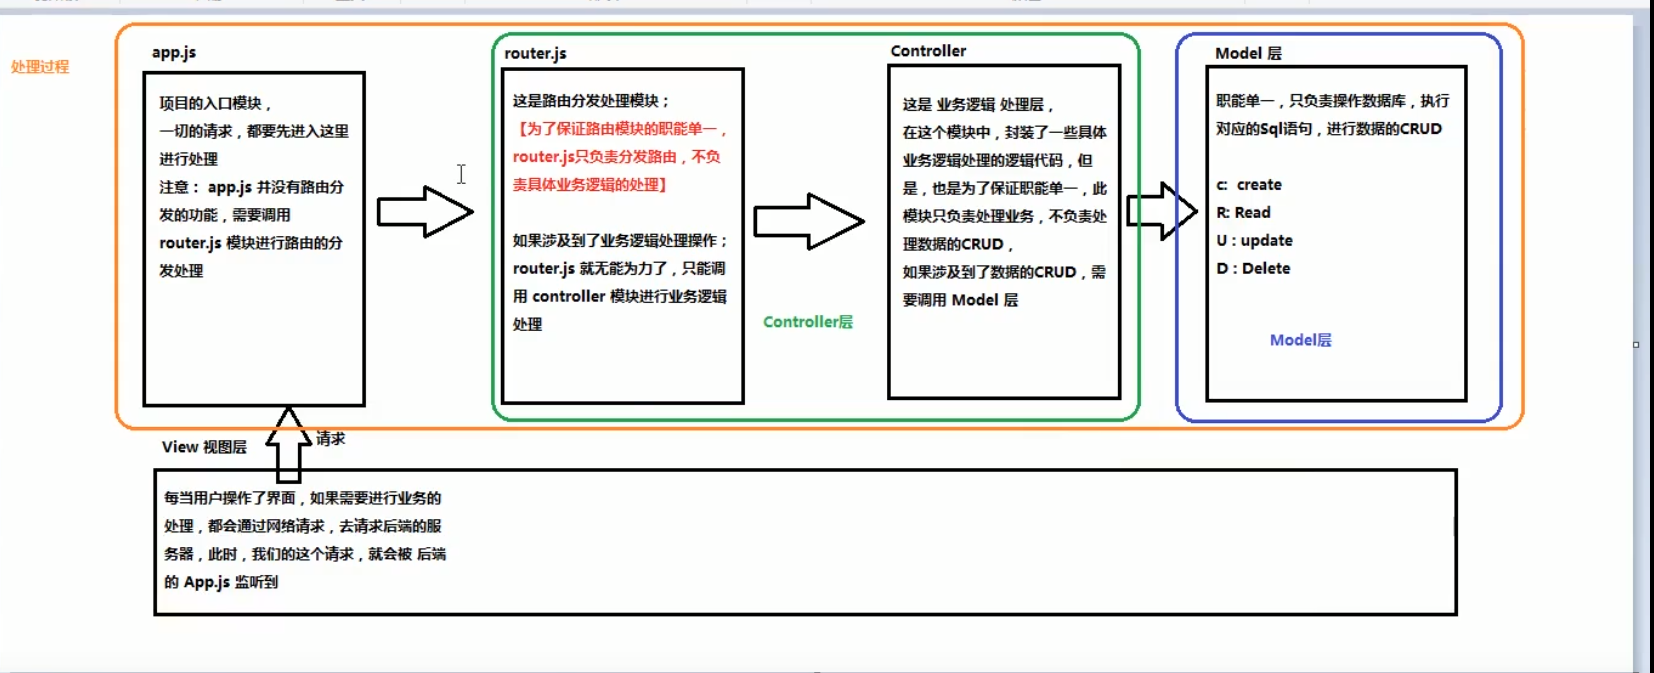 处理过程
app.js
项目的入口模块，
一切的请求，都要先进入这里
进行处理
注意： app.js 并没有路由分
发的功能，需要调用
router.js 模块进行路由的分
发处理
router.js
这是路由分发处理模块；
【为了保证路由模块的职能单一，
router.js只负责分发路由，不负
责具体业务逻辑的处理】
如果涉及到了业务逻辑处理操作；
router.js 就无能为力了，只能调
用 controller 模块进行业务逻辑
处理
Controller层
Controller
这是 业务逻辑 处理层，
在这个模块中，封装了一些具体
业务逻辑处理的逻辑代码，但
是，也是为了保证职能单一，此
模块只负责处理业务，不负责处
理数据的CRUD，
如果涉及到了数据的CRUD，需
要调用 Model 层
Model 层
职能单一，只负责操作数据库，执行
对应的Sql语句，进行数据的CRUD
c: create
R: Read
U : update
D : Delete
Model层
View 视图层
请求
每当用户操作了界面，如果需要进行业务的
处理，都会通过网络请求，去请求后端的服
务器，此时，我们的这个请求，就会被 后端
的 App.js 监听到